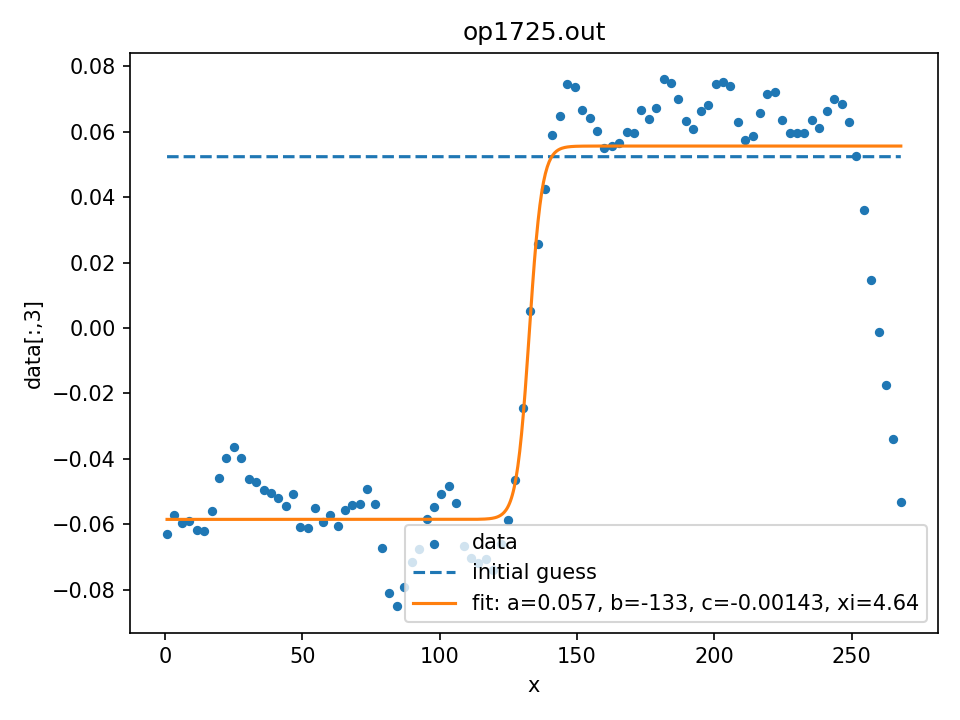 op1725.out
0.08
0.06
0.04
0.02
0.00
−0.02
−0.04
−0.06
−0.08
data[:,3]
data
initial guess
fit: a=0.057, b=-133, c=-0.00143, xi=4.64
0 50 100 150 200 250
x